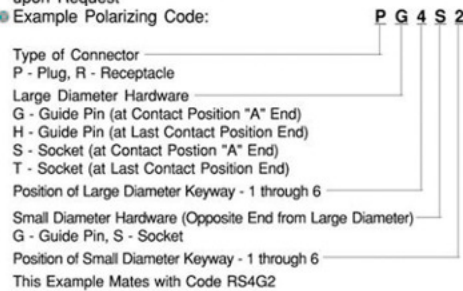 upon Request
Example Polarizing Code: P G 4 S 2
Type of Connector
P - Plug, R - Receptacle
Large Diameter Hardware
G - Guide Pin (at Contact Position "A" End)
H - Guide Pin (at Last Contact Position End)
S - Socket (at Contact Postion "A" End)
T - Socket (at Last Contact Position End)
Position of Large Diameter Keyway - 1 through 6
Small Diameter Hardware (Opposite End from Large Diameter)
G - Guide Pin, S - Socket
Position of Small Diameter Keyway - 1 through 6
This Example Mates with Code RS4G2